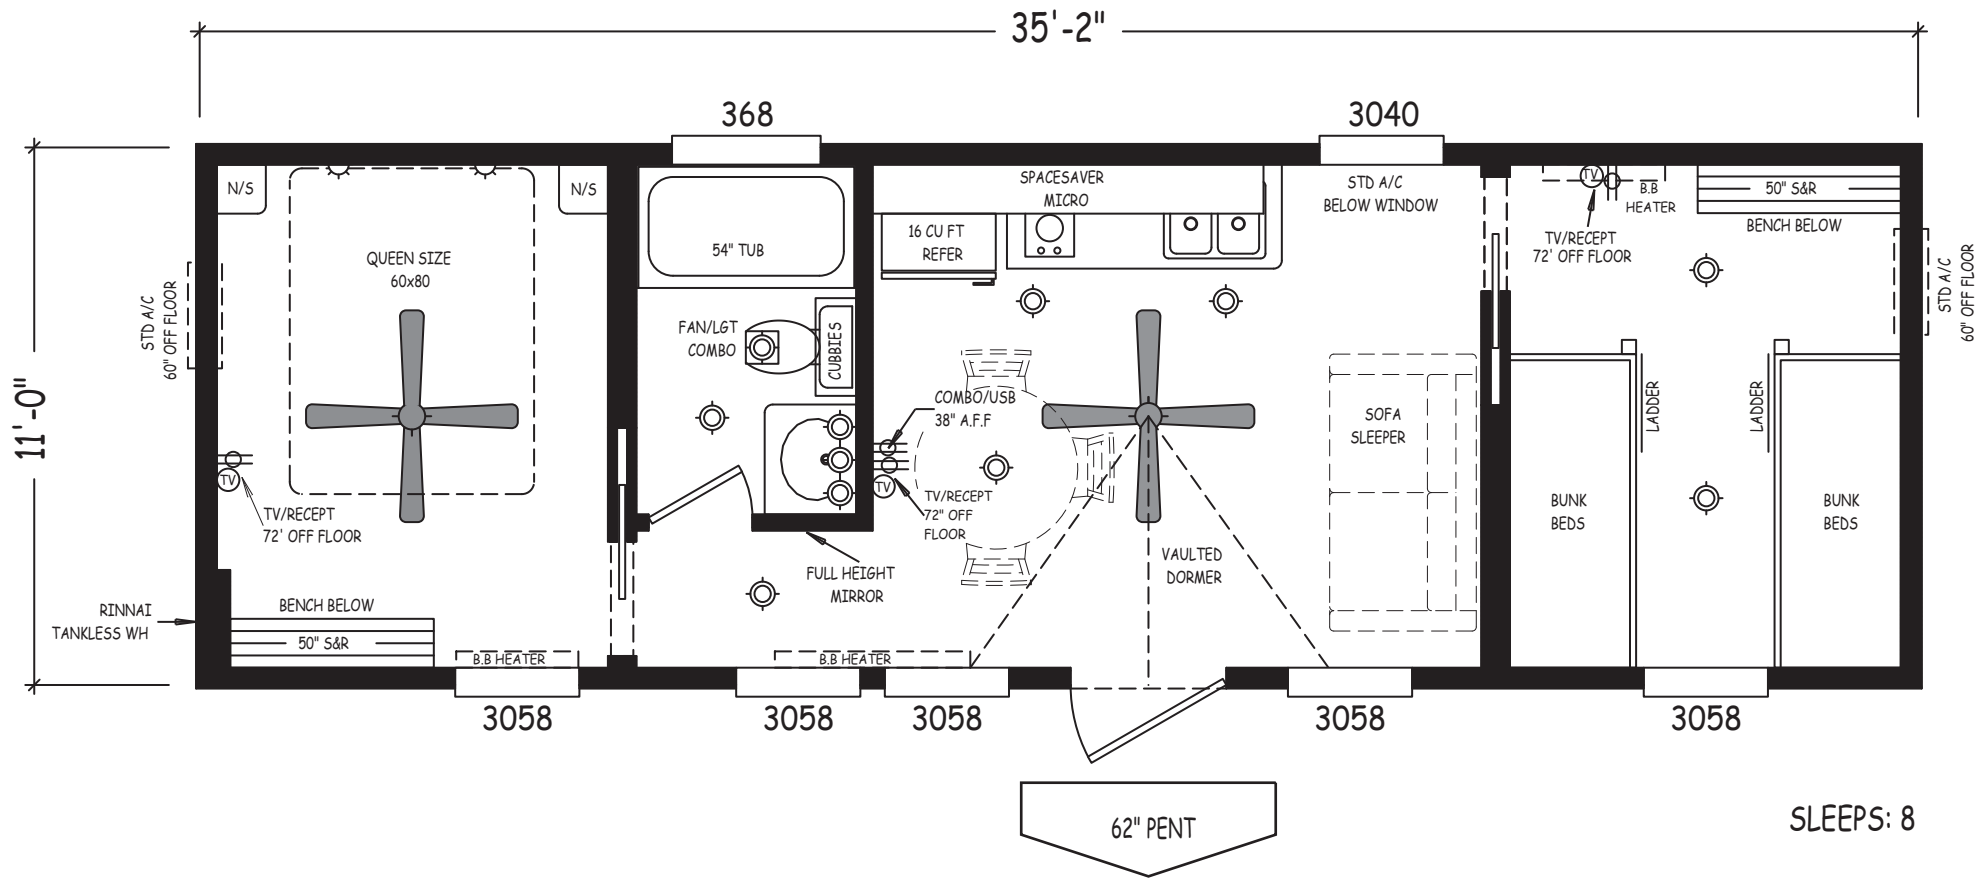 35'-2"
368
3040
11'-0"
N/S
N/S
QUEEN SIZE
60x80
STD A/C
60" OFF FLOOR
TV
TV/RECEPT
72' OFF FLOOR
RINNAI
TANKLESS WH
BENCH BELOW
50" S&R
B.B HEATER
54" TUB
FAN/LGT
COMBO
CUBBIES
FULL HEIGHT
MIRROR
B.B HEATER
SPACESAVER
MICRO
16 CU FT
REFER
COMBO/USB
38" A.F.F
TV
TV/RECEPT
72" OFF
FLOOR
VAULTED
DORMER
STD A/C
BELOW WINDOW
SOFA
SLEEPER
TV
B.B
HEATER
TV/RECEPT
72' OFF FLOOR
50" S&R
BENCH BELOW
STD A/C
60" OFF FLOOR
LADDER
LADDER
BUNK
BEDS
BUNK
BEDS
3058
3058
3058
3058
3058
62" PENT
SLEEPS: 8